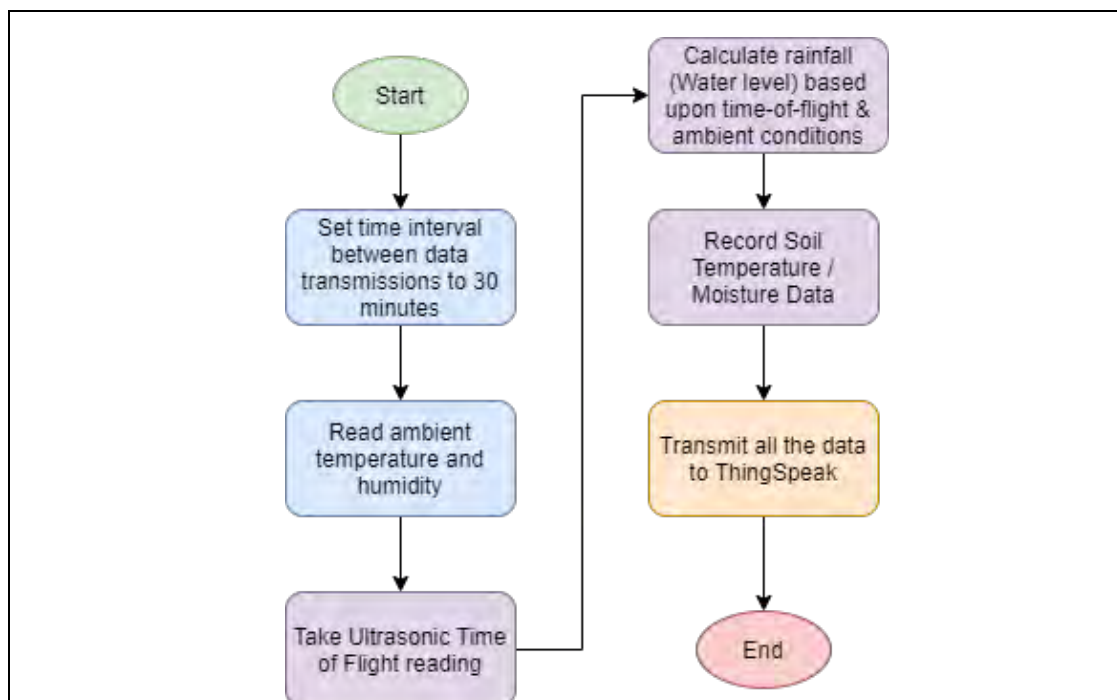 Start
Set time interval
between data
transmissions to 30
minutes
Read ambient
temperature and
humidity
Take Ultrasonic Time
of Flight reading
Calculate rainfall
(Water level) based
upon time-of-flight &
ambient conditions
Record Soil
Temperature /
Moisture Data
Transmit all the data
to ThingSpeak
End